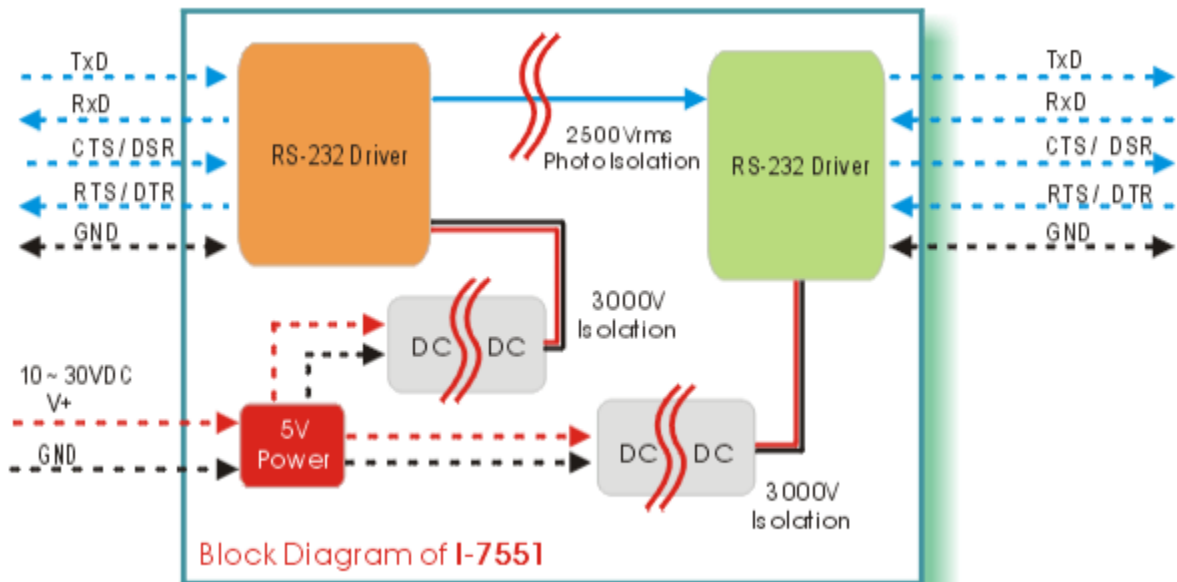 TxD
RxD
CTS/ DSR
RTS/ DTR
GND
RS-232 Driver
2500Vrms
Photo Isolation
RS-232 Driver
TxD
RxD
CTS/ DSR
RTS/ DTR
GND
DC DC
3000V
Isolation
10 ~ 30VDC
V+
GND
5V
Power
DC DC
3000V
Isolation
Block Diagram of I-7551